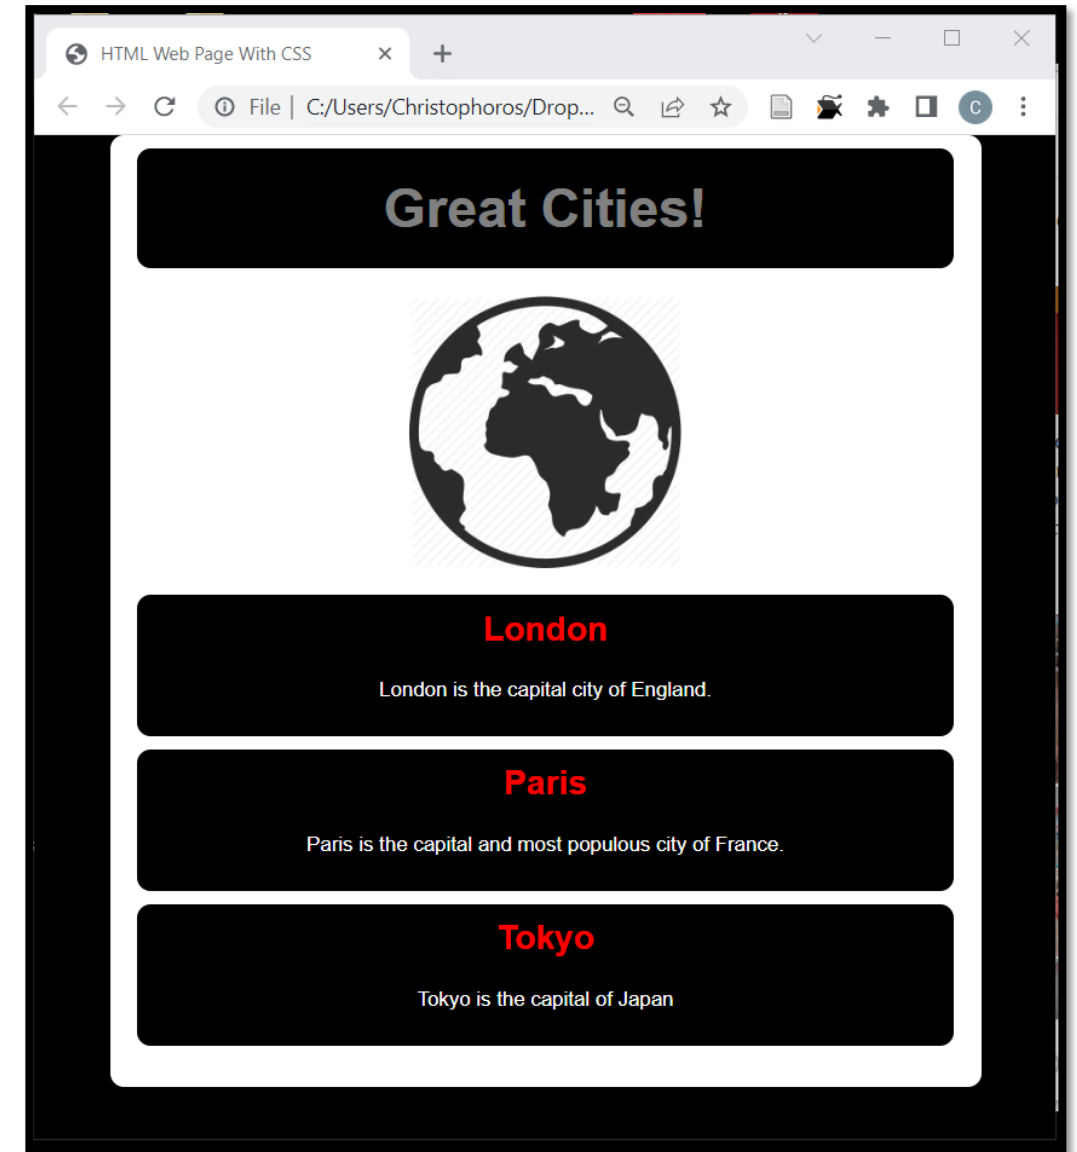 HTML Web Page With CSS
File | C:/Users/Christophoros/Drop...
C
Great Cities!
London
London is the capital city of England.
Paris
Paris is the capital and most populous city of France.
Tokyo
Tokyo is the capital of Japan